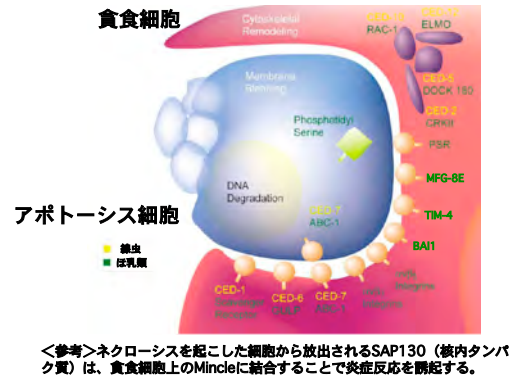 貪食細胞
Cytoskeletal
Remodeling
CED-10
RAC-1
CED-12
ELMO
CED-5
DOCK 180
CED-2
CRKII
Membrane
Phosphotidyl
Serine
PSR
MFG-8E
TIM-4
BAI1
DNA
Degradation
CED-7
ABC-1
アポトーシス細胞
線虫
ほ乳類
CED-1
Scavenger
Receptor
CED-6
GULP
CED-7
ABC-1
<参考>ネクローシスを起こした細胞から放出されるSAP130（核内タンパ
ク質）は、貪食細胞上のMincleに結合することで炎症反応を誘起する。